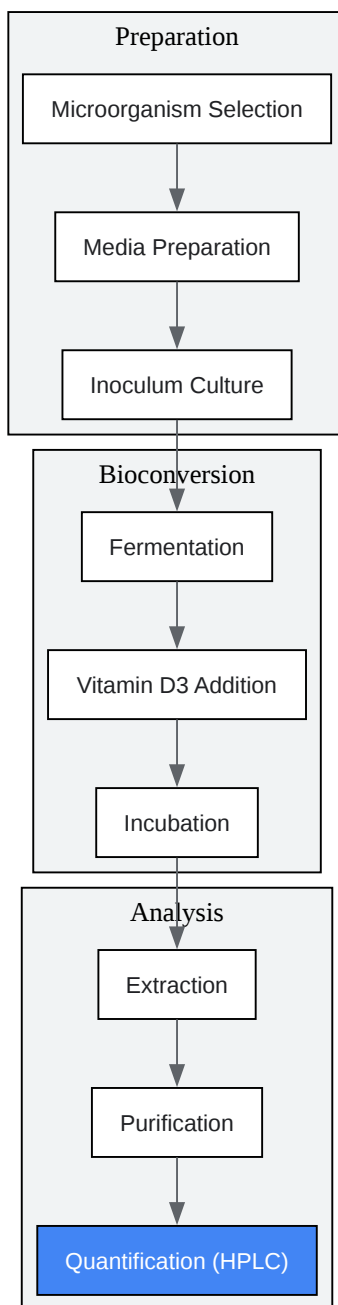 Preparation
Microorganism Selection
Media Preparation
Inoculum Culture
Bioconversion
Fermentation
Vitamin D3 Addition
Incubation
Analysis
Extraction
Purification
Quantification (HPLC)